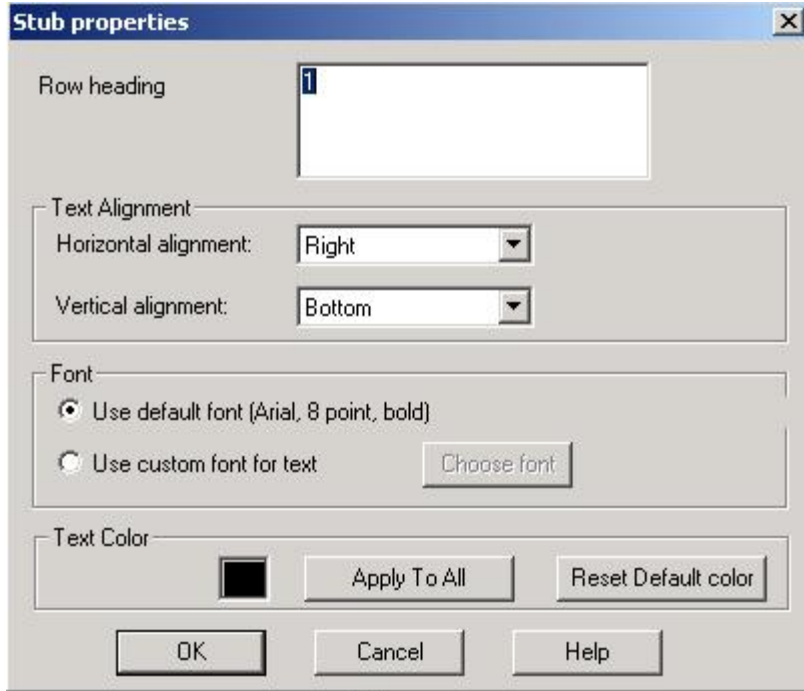 Stub properties
Row heading
1
Text Alignment
Horizontal alignment: Right
Vertical alignment: Bottom
Font
Use default font (Arial, 8 point, bold)
Use custom font for text Choose font
Text Color
Apply To All Reset Default color
OK Cancel Help